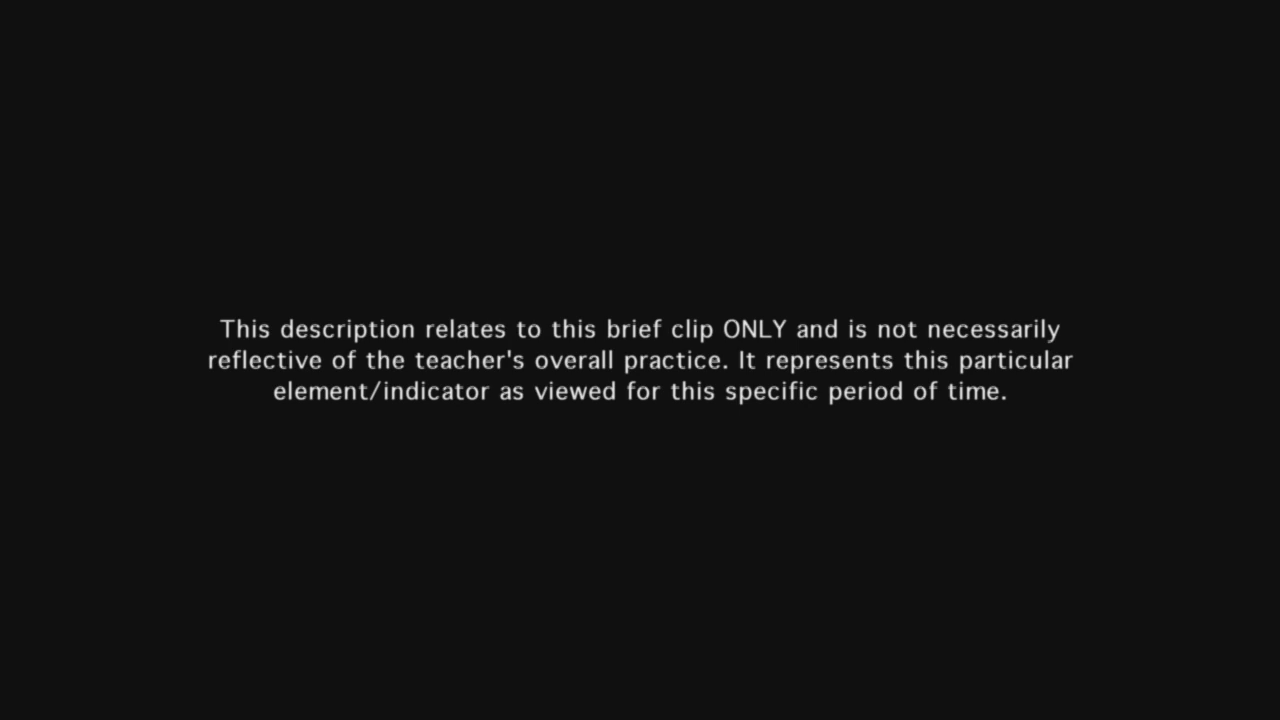 This description relates to this brief clip ONLY and is not necessarily
reflective of the teacher's overall practice. It represents this particular
element/indicator as viewed for this specific period of time.